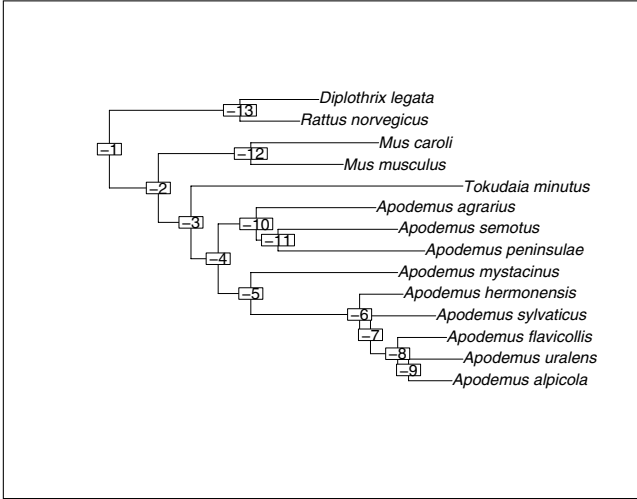 Diplothrix legata
−13
Rattus norvegicus
Mus caroli
−1
−12
Mus musculus
Tokudaia minutus
−2
Apodemus agrarius
−3
−10
Apodemus semotus
−11
Apodemus peninsulae
−4
Apodemus mystacinus
−5
Apodemus hermonensis
−6
Apodemus sylvaticus
−7
Apodemus flavicollis
−8
Apodemus uralens
−9
Apodemus alpicola